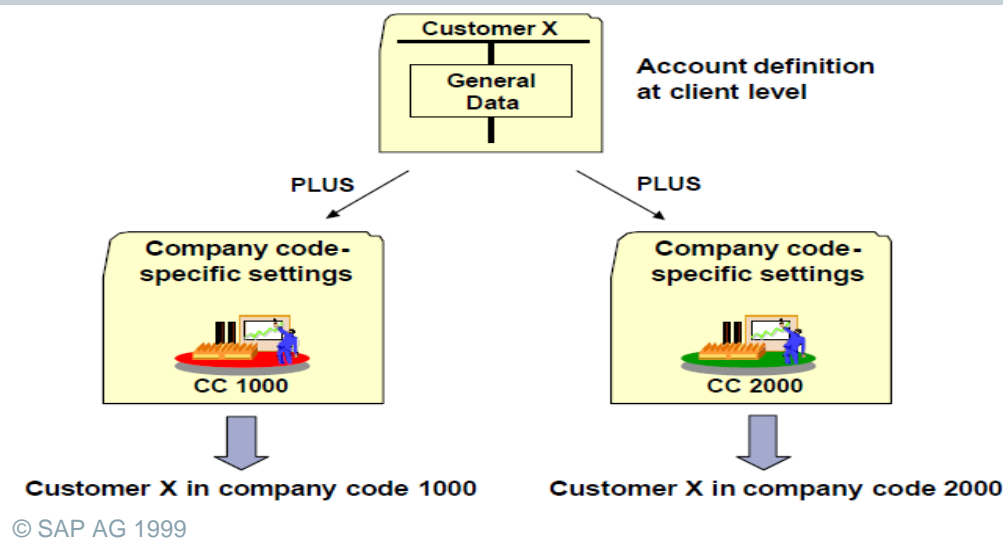 Customer X
General
Data
Account definition
at client level
PLUS
PLUS
Company code-
specific settings
CC 1000
Company code-
specific settings
CC 2000
Customer X in company code 1000
Customer X in company code 2000
© SAP AG 1999